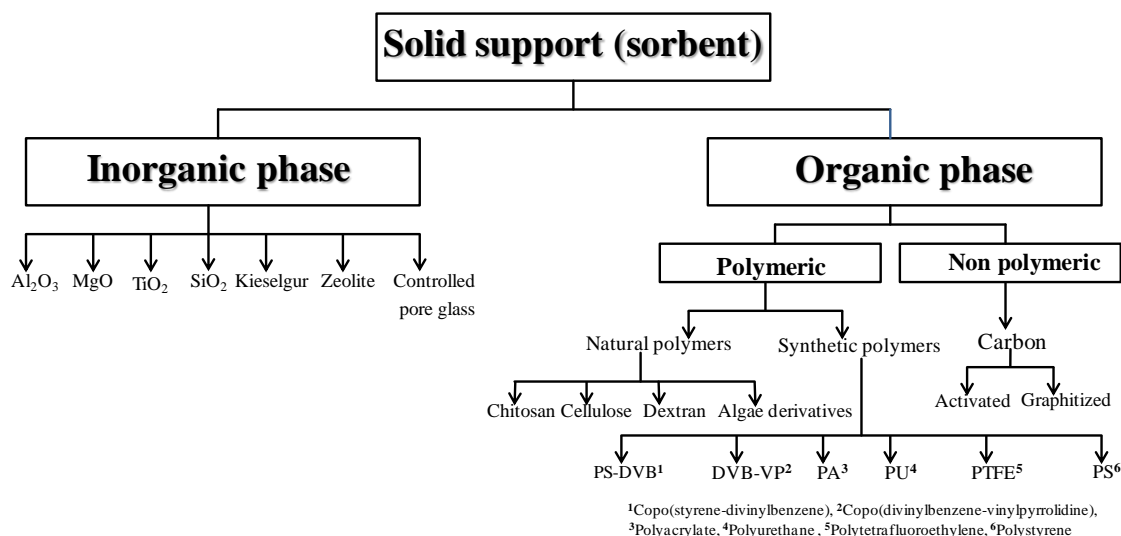 Solid support (sorbent)
Inorganic phase
Organic phase
Al₂O₃ MgO TiO₂ SiO₂ Kieselgur Zeolite Controlled
pore glass
Polymeric
Non polymeric
Natural polymers
Synthetic polymers
Carbon
Chitosan Cellulose Dextran Algae derivatives
Activated Graphitized
PS-DVB¹ DVB-VP² PA³ PU⁴ PTFE⁵ PS⁶
¹Copo(styrene-divinylbenzene), ²Copo(divinylbenzene-vinylpyrrolidine),
³Polyacrylate, ⁴Polyurethane , ⁵Polytetrafluoroethylene, ⁶Polystyrene